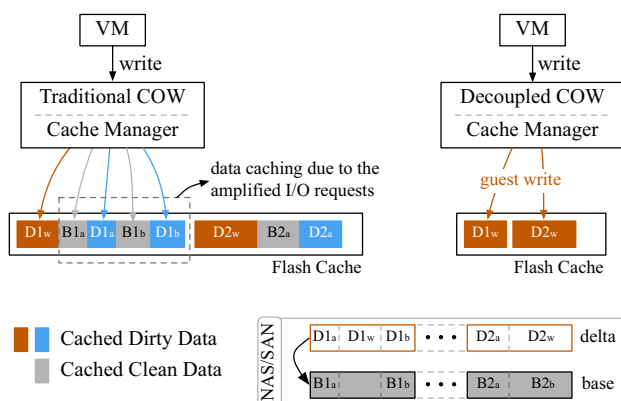 VM
write
Traditional COW
Cache Manager
data caching due to the
amplified I/O requests
D1w B1a D1a B1b D1b D2w B2a D2a
Flash Cache
VM
write
Decoupled COW
Cache Manager
guest write
D1w D2w
Flash Cache
Cached Dirty Data
Cached Clean Data
NAS/SAN
D1a D1w D1b • • • D2a D2w delta
B1a B1b • • • B2a B2b base